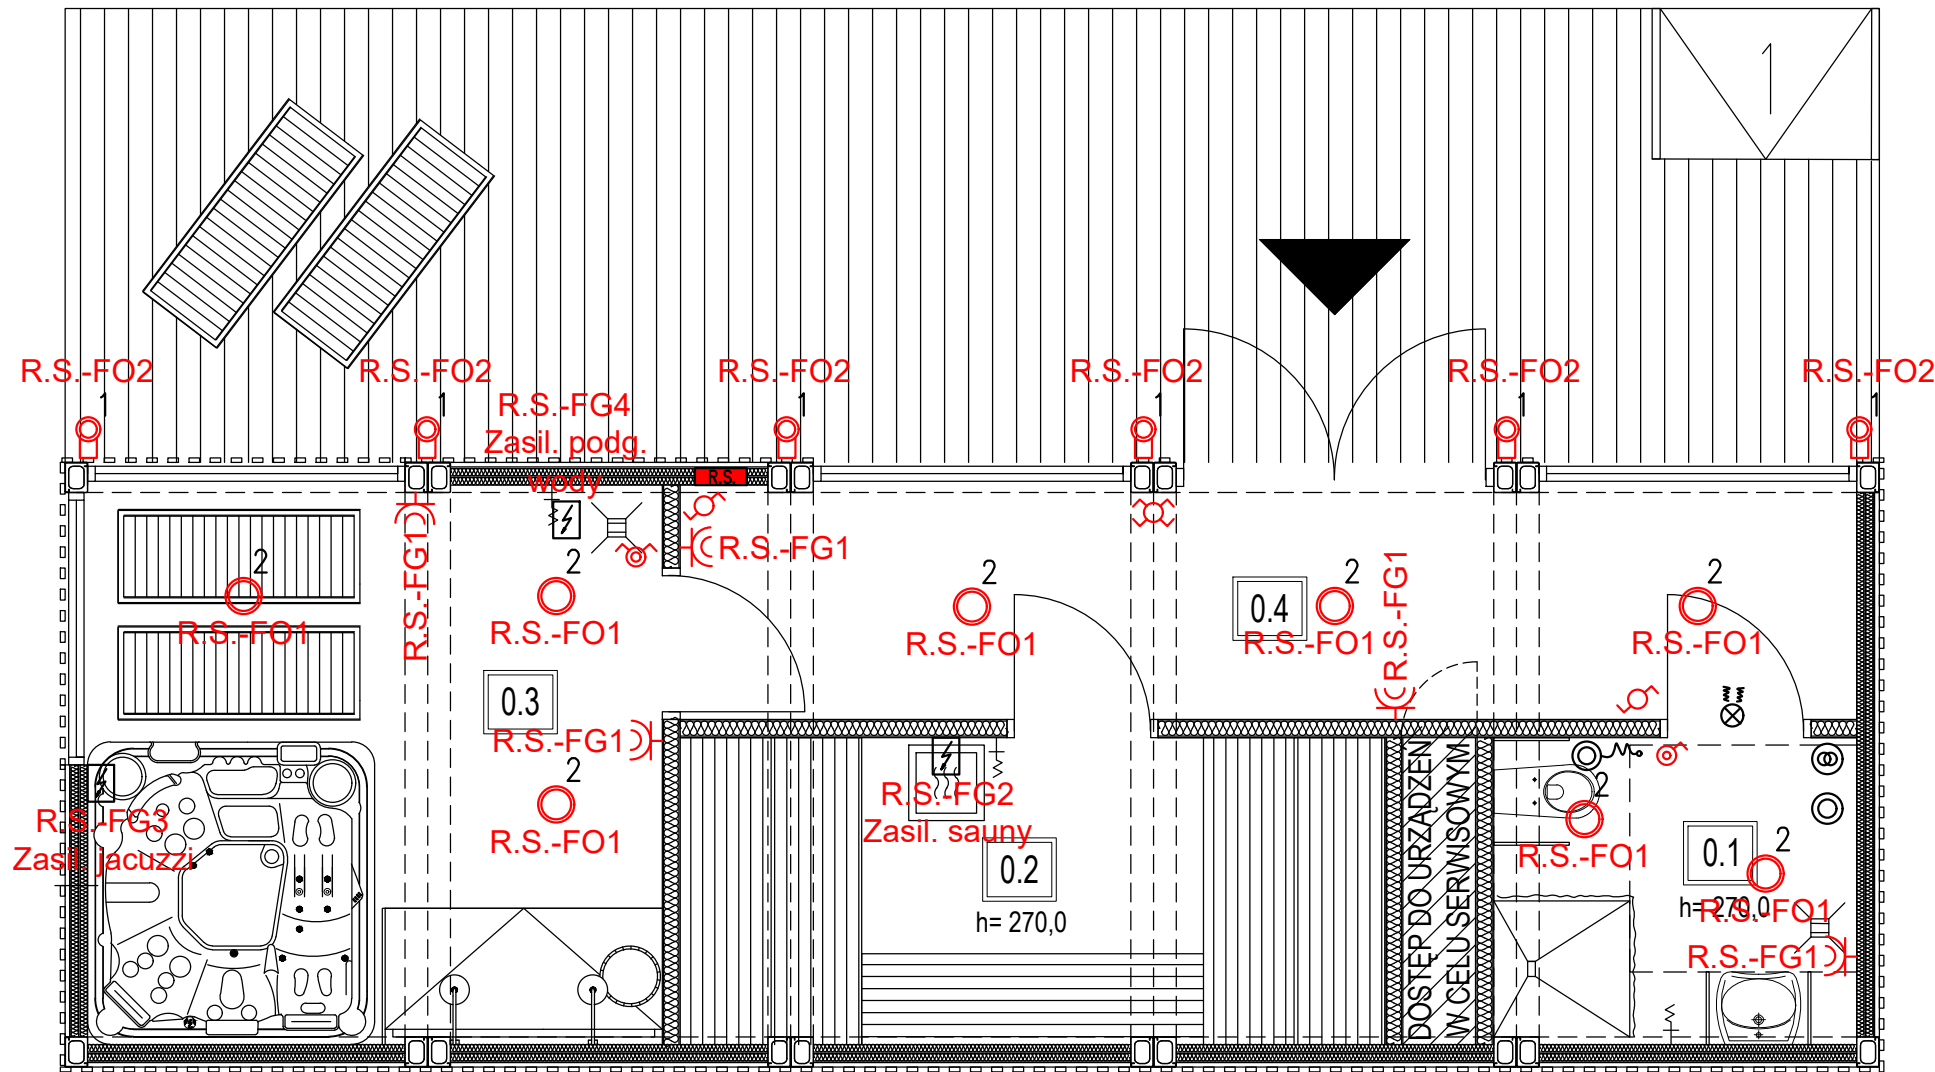 1
R.S.-FO2
R.S.-FO2
R.S.-FO2
R.S.-FO2
R.S.-FO2
R.S.-FO2
1
1
1
1
1
1
R.S.-FG4
Zasil. podg.
wody
R.S.
R.S.-FG1
R.S.-FG1
R.S.-FG1
2
R.S.-FO1
2
R.S.-FO1
2
R.S.-FO1
0.4
2
R.S.-FO1
2
R.S.-FO1
0.3
R.S.-FG1
2
R.S.-FO1
R.S.-FG3
Zasil. jacuzzi
R.S.-FG2
Zasil. sauny
0.2
h= 270,0
DOSTĘP DO URZĄDZEŃ
W CELU SERWISOWYM
2
R.S.-FO1
0.1
2
h= 270,0
R.S.-FO1
R.S.-FG1